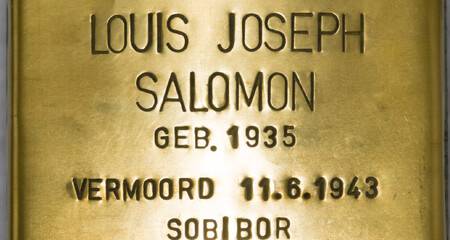 LOUIS JOSEPH
SALOMON
GEB. 1935
VERMOORD 11.6.1943
SOBIBOR